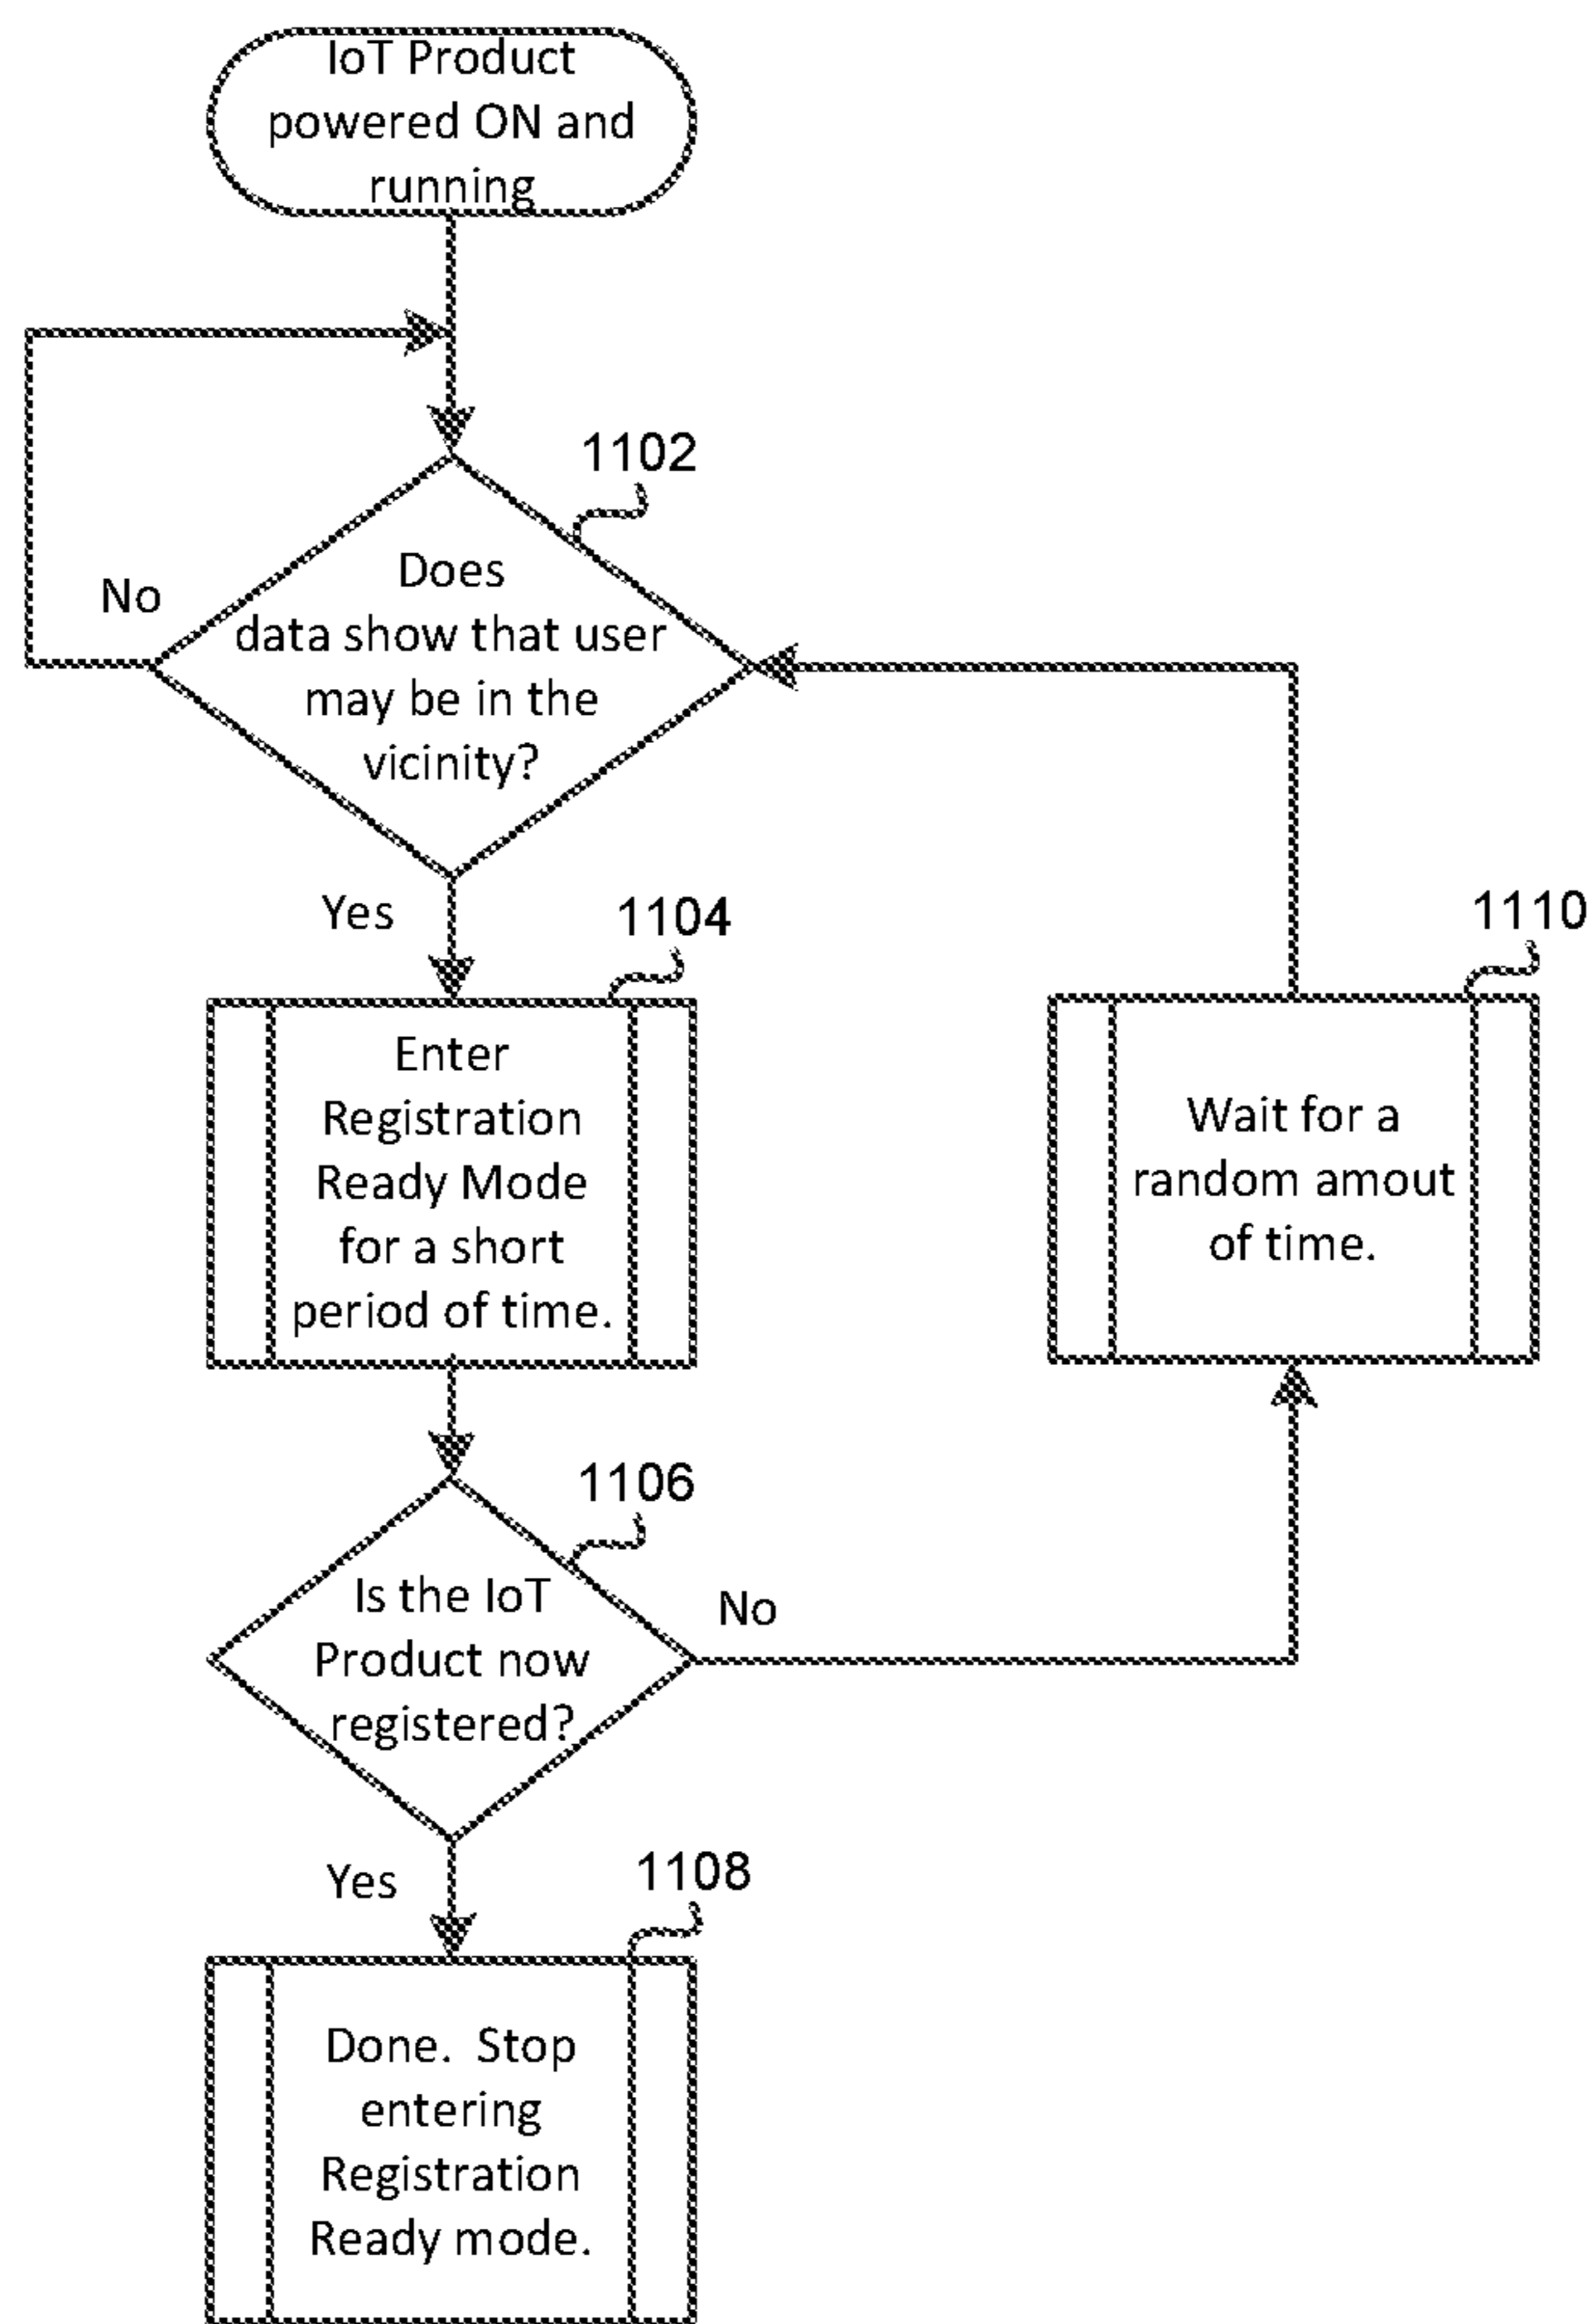 IoT Product
powered ON and
running
1102
No
Does
data show that user
may be in the
vicinity?
Yes
1104
1110
Enter
Registration
Ready Mode
for a short
period of time.
Wait for a
random amout
of time.
1106
Is the IoT
Product now
registered?
No
Yes
1108
Done.  Stop
entering
Registration
Ready mode.